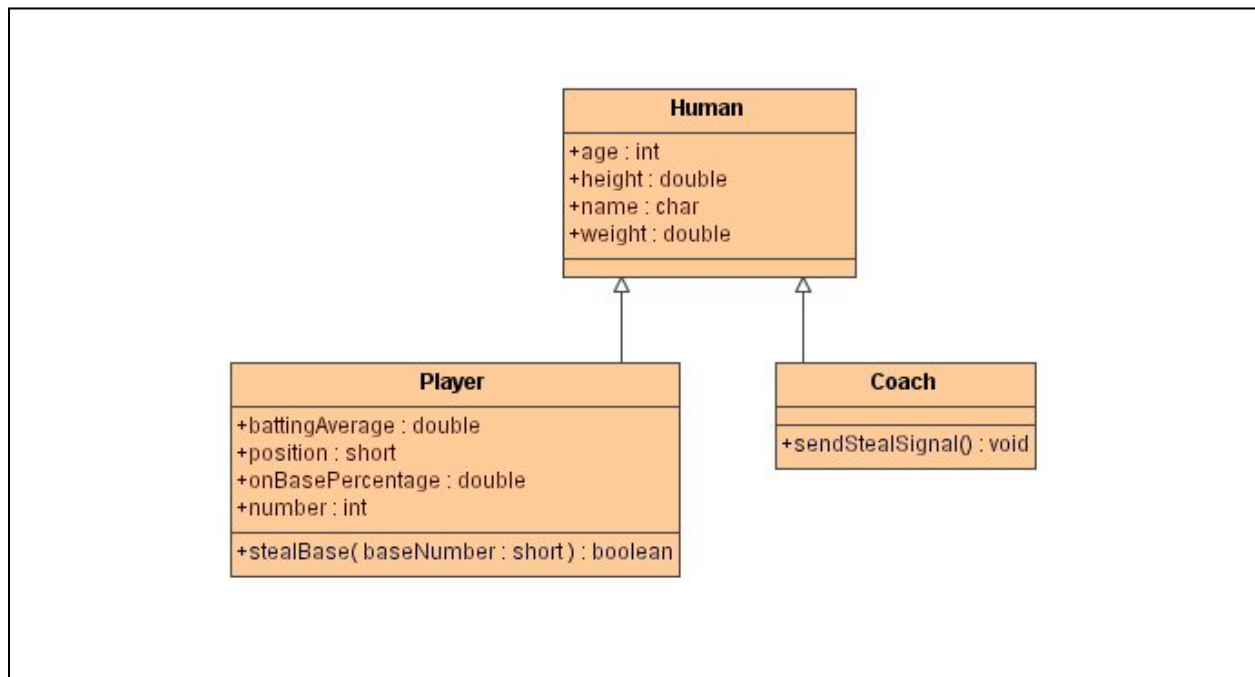 Human
+age : int
+height : double
+name : char
+weight : double
Player
+battingAverage : double
+position : short
+onBasePercentage : double
+number : int
+stealBase( baseNumber : short ) : boolean
Coach
+sendStealSignal() : void